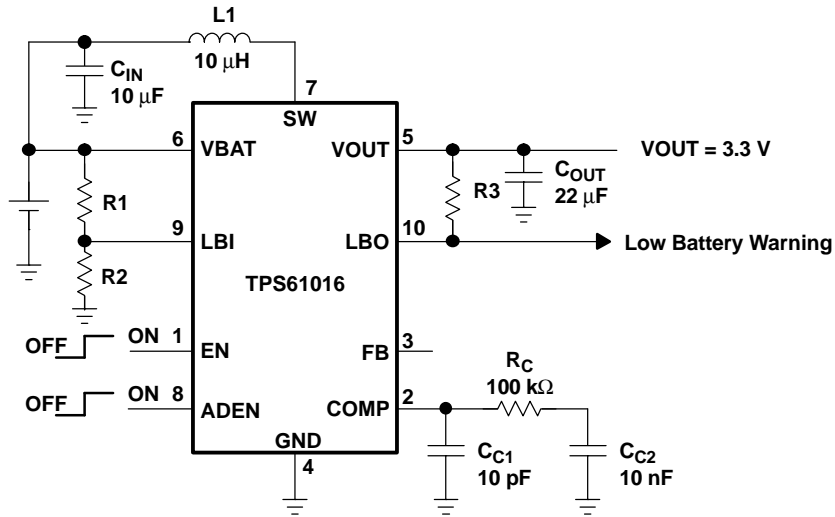 L1
10 μH
C_IN
10 μF
7
SW
6
VBAT
VOUT
5
VOUT = 3.3 V
R1
R3
C_OUT
22 μF
9
LBI
LBO
10
Low Battery Warning
R2
TPS61016
OFF
ON
1
EN
FB
3
R_C
100 kΩ
OFF
ON
8
ADEN
COMP
2
GND
4
C_C1
10 pF
C_C2
10 nF